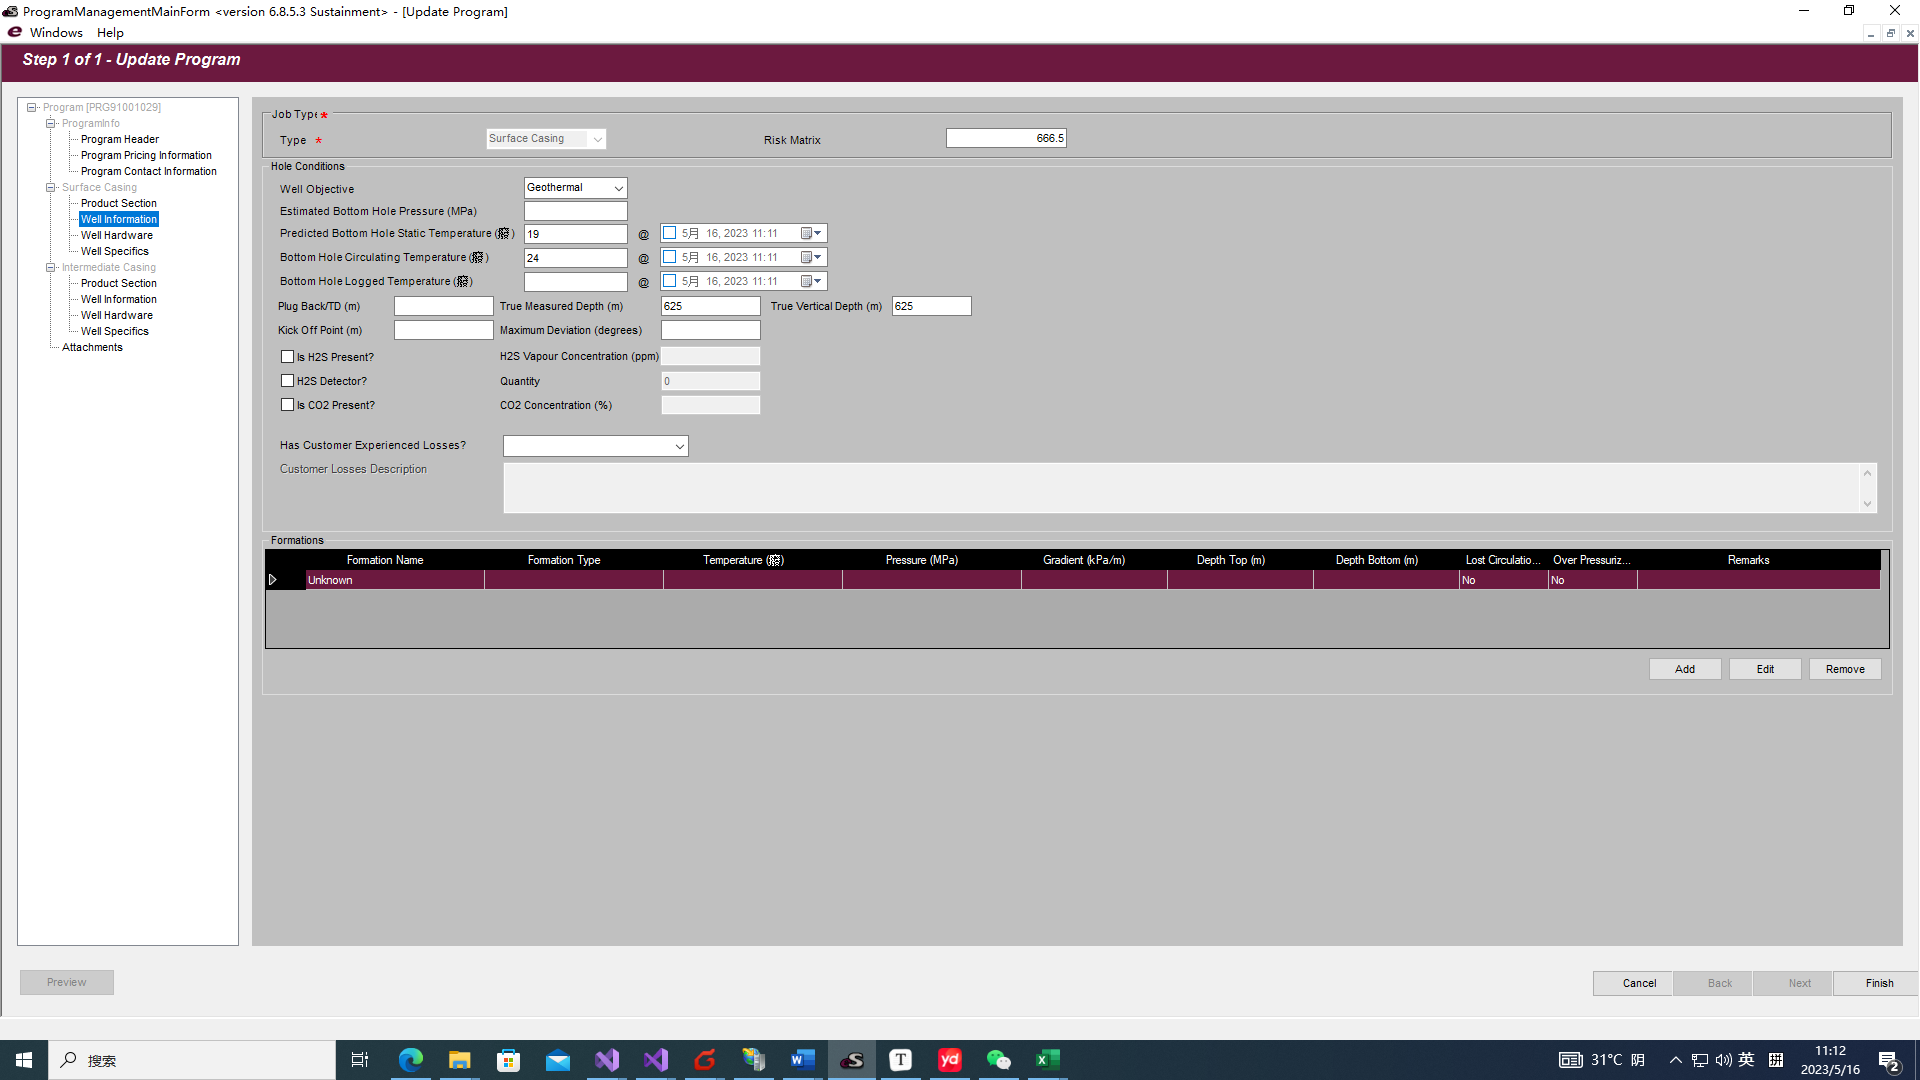 ProgramManagementMainForm <version 6.8.5.3 Sustainment> - [Update Program]
Windows Help
Step 1 of 1 - Update Program
Program [PRG91001029]
ProgramInfo
Program Header
Program Pricing Information
Program Contact Information
Surface Casing
Product Section
Well Information
Well Hardware
Well Specifics
Intermediate Casing
Product Section
Well Information
Well Hardware
Well Specifics
Attachments
Job Type *
Type * Surface Casing Risk Matrix 666.5
Hole Conditions
Well Objective Geothermal
Estimated Bottom Hole Pressure (MPa)
Predicted Bottom Hole Static Temperature ( ) 19 @ 5月 16, 2023 11:11
Bottom Hole Circulating Temperature ( ) 24 @ 5月 16, 2023 11:11
Bottom Hole Logged Temperature ( ) @ 5月 16, 2023 11:11
Plug Back/TD (m) True Measured Depth (m) 625 True Vertical Depth (m) 625
Kick Off Point (m) Maximum Deviation (degrees)
Is H2S Present? H2S Vapour Concentration (ppm)
H2S Detector? Quantity 0
Is CO2 Present? CO2 Concentration (%)
Has Customer Experienced Losses?
Customer Losses Description
Formations
Formation Name Formation Type Temperature ( ) Pressure (MPa) Gradient (kPa/m) Depth Top (m) Depth Bottom (m) Lost Circulatio... Over Pressuriz... Remarks
Unknown No No
Add Edit Remove
Preview Cancel Back Next Finish
搜索
31°C 阴
英
11:12
2023/5/16
2